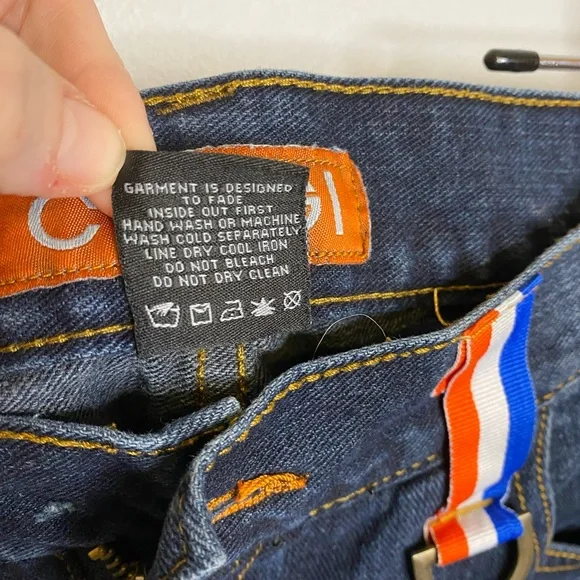 GARMENT IS DESIGNED
TO FADE
INSIDE OUT FIRST
HAND WASH OR MACHINE
WASH COLD SEPARATELY
LINE DRY COOL IRON
DO NOT BLEACH
DO NOT DRY CLEAN